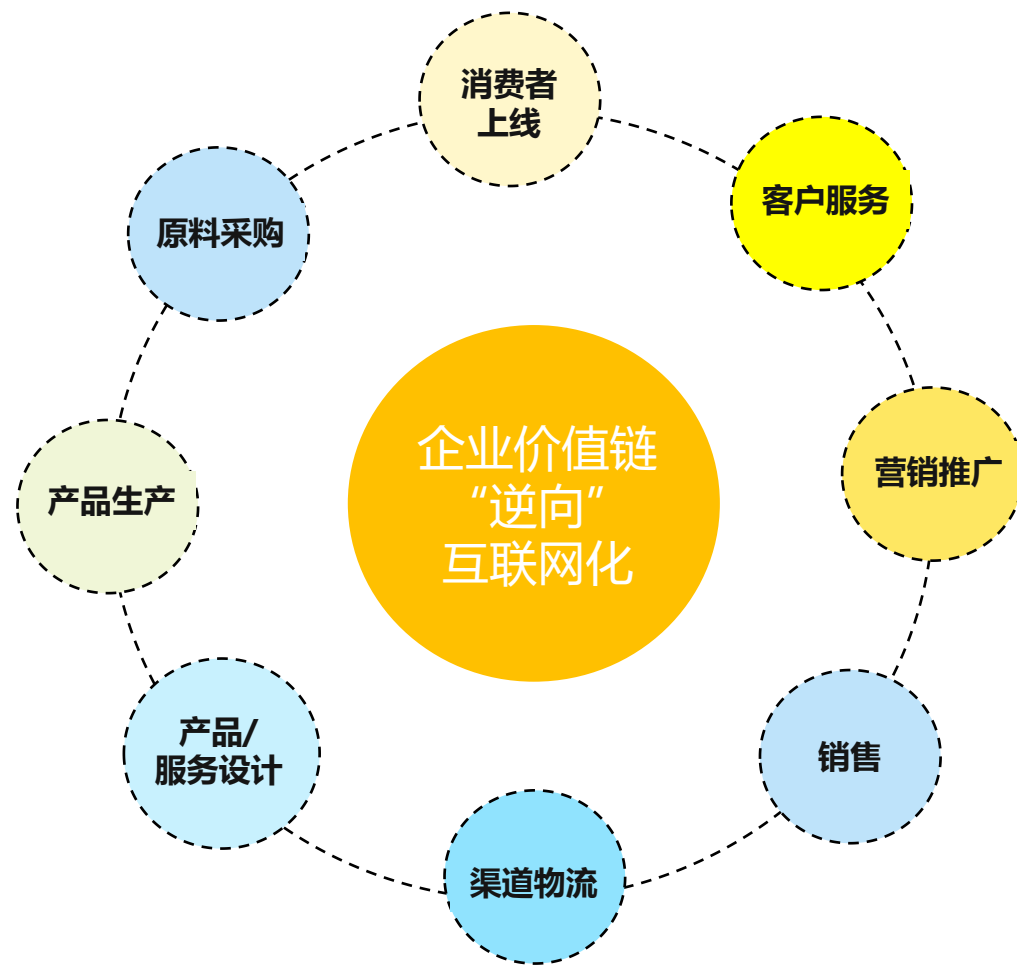 消费者
上线
客户服务
原料采购
企业价值链
“逆向”
互联网化
营销推广
产品生产
产品/
服务设计
销售
渠道物流